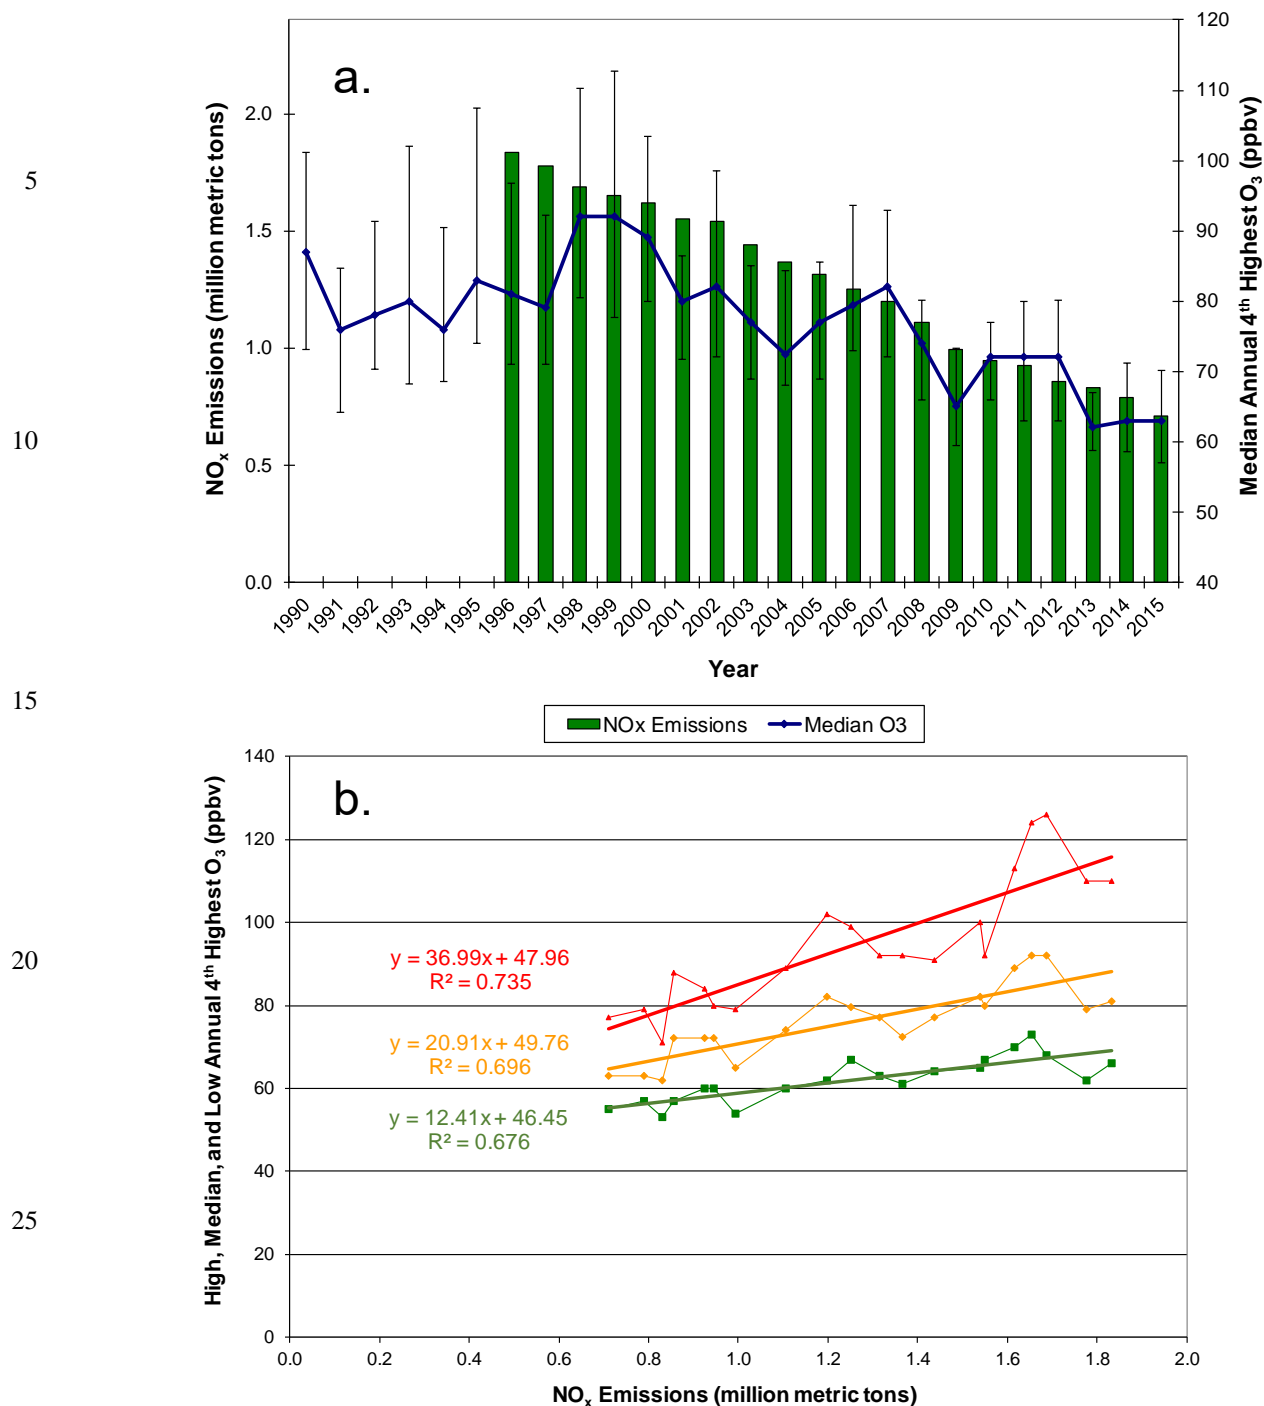 a.
NOx Emissions (million metric tons)
2.0
1.5
1.0
0.5
0.0
Median Annual 4th Highest O3 (ppbv)
120
110
100
90
80
70
60
50
40
1990 1991 1992 1993 1994 1995 1996 1997 1998 1999 2000 2001 2002 2003 2004 2005 2006 2007 2008 2009 2010 2011 2012 2013 2014 2015
Year
NOx Emissions Median O3
b.
High, Median, and Low Annual 4th Highest O3 (ppbv)
140
120
100
80
60
40
20
0
y = 36.99x + 47.96
R² = 0.735
y = 20.91x + 49.76
R² = 0.696
y = 12.41x + 46.45
R² = 0.676
0.0 0.2 0.4 0.6 0.8 1.0 1.2 1.4 1.6 1.8 2.0
NOx Emissions (million metric tons)
5
10
15
20
25